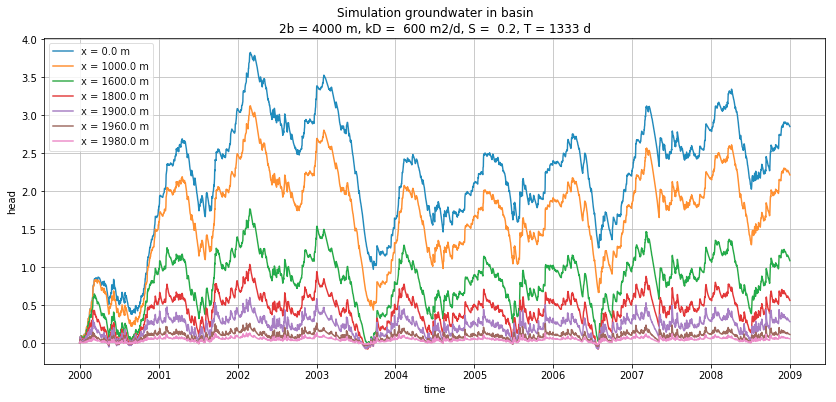 Simulation groundwater in basin
2b = 4000 m, kD =  600 m2/d, S =  0.2, T = 1333 d
x = 0.0 m
x = 1000.0 m
x = 1600.0 m
x = 1800.0 m
x = 1900.0 m
x = 1960.0 m
x = 1980.0 m
head
4.0
3.5
3.0
2.5
2.0
1.5
1.0
0.5
0.0
2000 2001 2002 2003 2004 2005 2006 2007 2008 2009
time